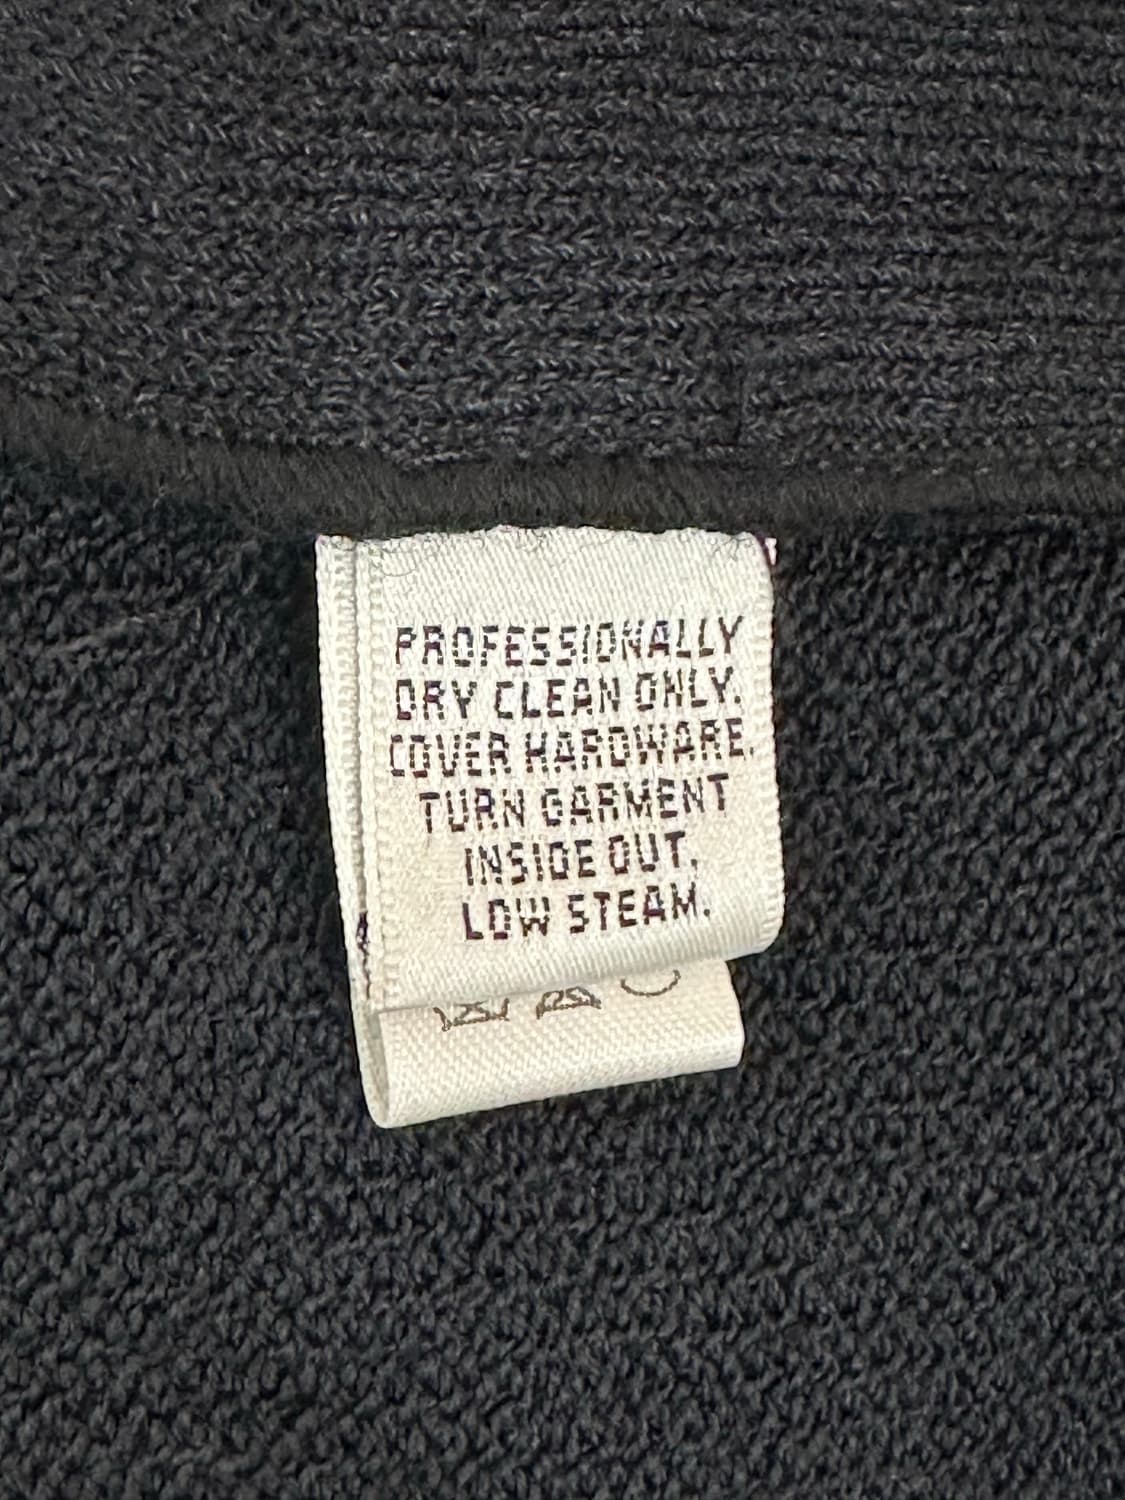 PROFESSIONALLY
DRY CLEAN ONLY.
COVER HARDWARE.
TURN GARMENT
INSIDE OUT.
LOW STEAM.